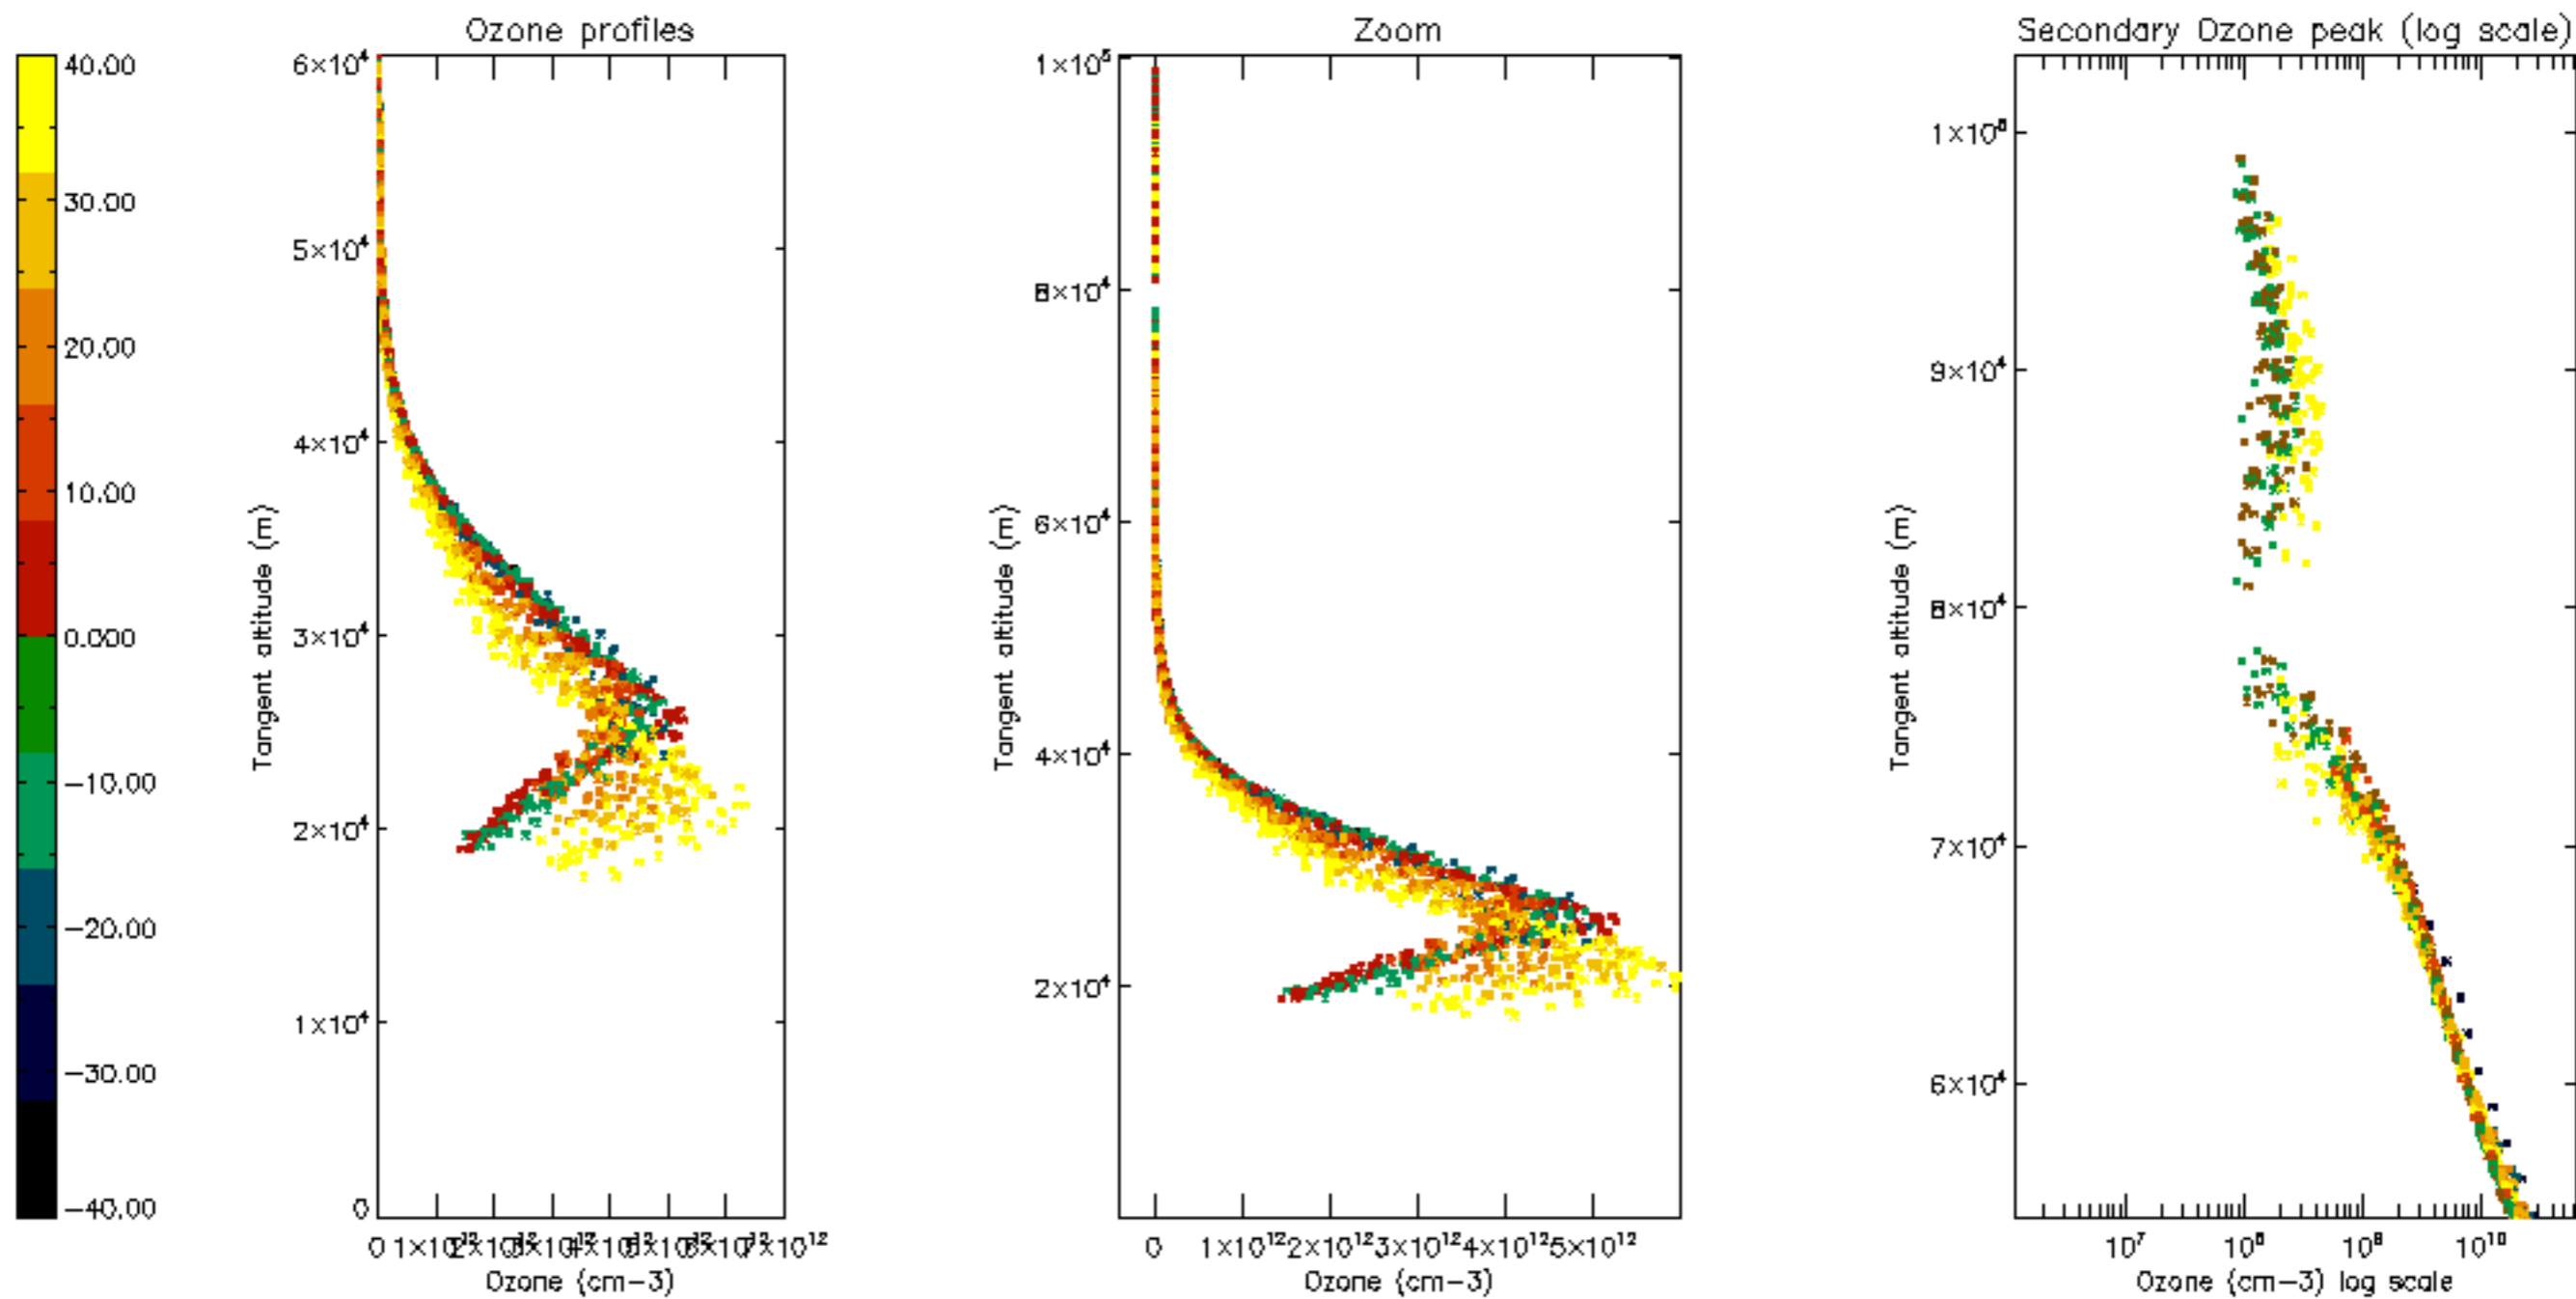 Ozone profiles
Zoom
Secondary Ozone peak (log scale)
40.00
30.00
20.00
10.00
-10.00
-20.00
-30.00
-40.00
6×10⁴
5×10⁴
4×10⁴
3×10⁴
2×10⁴
1×10⁴
0
Tangent altitude (m)
0
7×10¹²
Ozone (cm-3)
1×10⁵
8×10⁴
6×10⁴
4×10⁴
2×10⁴
Tangent altitude (m)
0 1×10¹² 2×10¹² 3×10¹² 4×10¹² 5×10¹²
Ozone (cm-3)
9×10⁴
8×10⁴
7×10⁴
6×10⁴
Tangent altitude (m)
10⁷ 10⁸ 10⁹ 10¹⁰
Ozone (cm-3) log scale